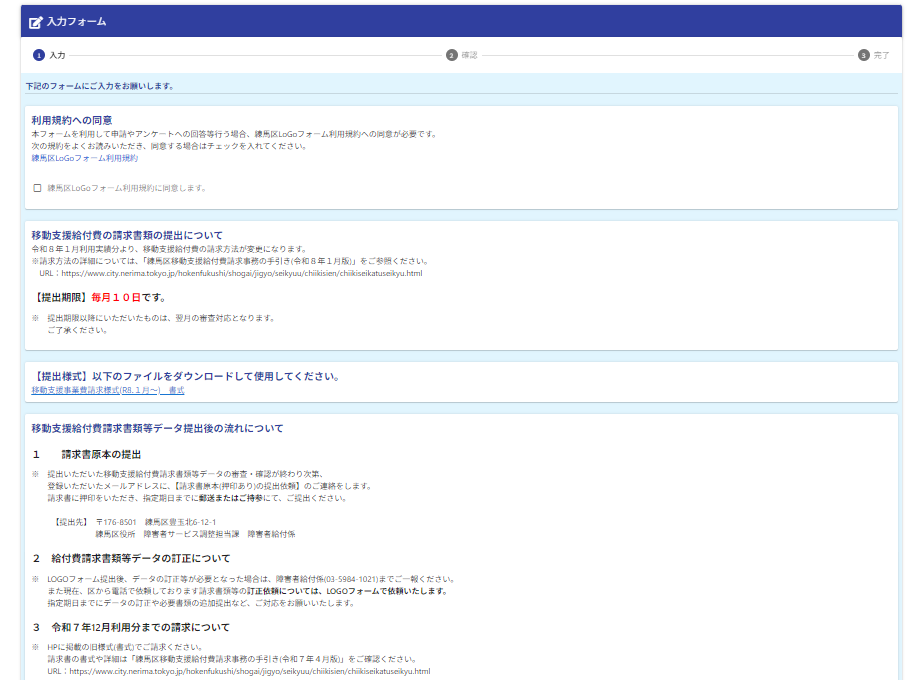 入力フォーム
1 入力
2 確認
3 完了
下記のフォームにご入力をお願いします。
利用規約への同意
本フォームを利用して申請やアンケートへの回答等行う場合、練馬区LoGoフォーム利用規約への同意が必要です。
次の規約をよくお読みいただき、同意する場合はチェックを入れてください。
練馬区LoGoフォーム利用規約
練馬区LoGoフォーム利用規約に同意します。
移動支援給付費の請求書類の提出について
令和８年１月利用実績分より、移動支援給付費の請求方法が変更になります。
※請求方法の詳細については、「練馬区移動支援給付費請求事務の手引き(令和８年１月版)」をご参照ください。
URL：https://www.city.nerima.tokyo.jp/hokenfukushi/shogai/jigyo/seikyuu/chiikisien/chiikiseikatuseikyu.html
【提出期限】毎月１０日です。
※　提出期限以降にいただいたものは、翌月の審査対応となります。
ご了承ください。
【提出様式】以下のファイルをダウンロードして使用してください。
移動支援事業費請求様式(R8.１月～)　書式
移動支援給付費請求書類等データ提出後の流れについて
１　請求書原本の提出
※　提出いただいた移動支援給付費請求書類等データの審査・確認が終わり次第、
登録いただいたメールアドレスに、【請求書原本(押印あり)の提出依頼】のご連絡をします。
請求書に押印をいただき、指定期日までに郵送またはご持参にて、ご提出ください。
【提出先】　〒176-8501　練馬区豊玉北6-12-1
練馬区役所　障害者サービス調整担当課　障害者給付係
２　給付費請求書類等データの訂正について
※　LOGOフォーム提出後、データの訂正等が必要となった場合は、障害者給付係(03-5984-1021)までご一報ください。
また現在、区から電話で依頼しております請求書類等の訂正依頼については、LOGOフォームで依頼いたします。
指定期日までにデータの訂正や必要書類の追加提出など、ご対応をお願いいたします。
３　令和７年12月利用分までの請求について
※　HPに掲載の旧様式(書式)でご請求ください。
請求書の書式や詳細は「練馬区移動支援給付費請求事務の手引き(令和７年４月版)」をご確認ください。
URL：https://www.city.nerima.tokyo.jp/hokenfukushi/shogai/jigyo/seikyuu/chiikisien/chiikiseikatuseikyu.html